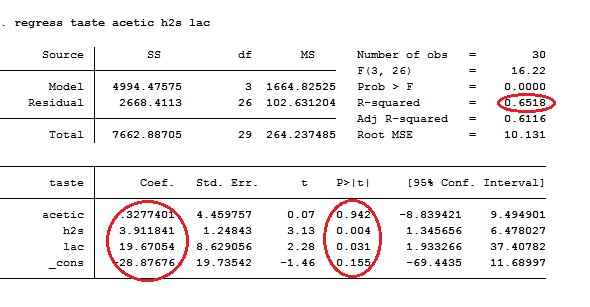 . regress taste acetic h2s lac
Source SS df MS Number of obs = 30
F(3, 26) = 16.22
Model 4994.47575 3 1664.82525 Prob > F = 0.0000
Residual 2668.4113 26 102.631204 R-squared = 0.6518
Adj R-squared = 0.6116
Total 7662.88705 29 264.237485 Root MSE = 10.131
taste Coef. Std. Err. t P>|t| [95% Conf. Interval]
acetic .3277401 4.459757 0.07 0.942 -8.839421 9.494901
h2s 3.911841 1.24843 3.13 0.004 1.345656 6.478027
lac 19.67054 8.629056 2.28 0.031 1.933266 37.40782
_cons -28.87676 19.73542 -1.46 0.155 -69.4435 11.68997